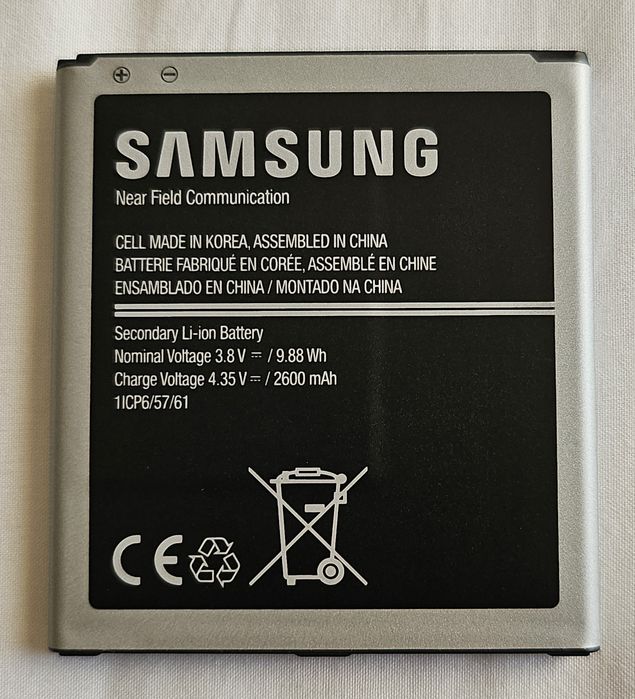 + −
SAMSUNG
Near Field Communication
CELL MADE IN KOREA, ASSEMBLED IN CHINA
BATTERIE FABRIQUÉ EN CORÉE, ASSEMBLÉ EN CHINE
ENSAMBLADO EN CHINA / MONTADO NA CHINA
Secondary Li-ion Battery
Nominal Voltage 3.8 V ⎓ / 9.88 Wh
Charge Voltage 4.35 V ⎓ / 2600 mAh
1ICP6/57/61
CE